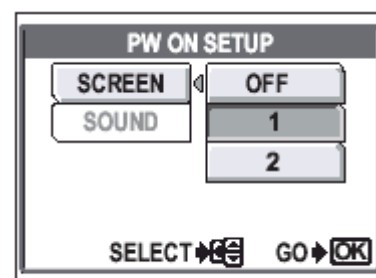 PW ON SETUP
SCREEN OFF
SOUND 1
2
SELECT GO OK